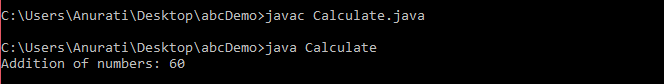 C:\Users\Anurati\Desktop\abcDemo>javac Calculate.java
C:\Users\Anurati\Desktop\abcDemo>java Calculate
Addition of numbers: 60